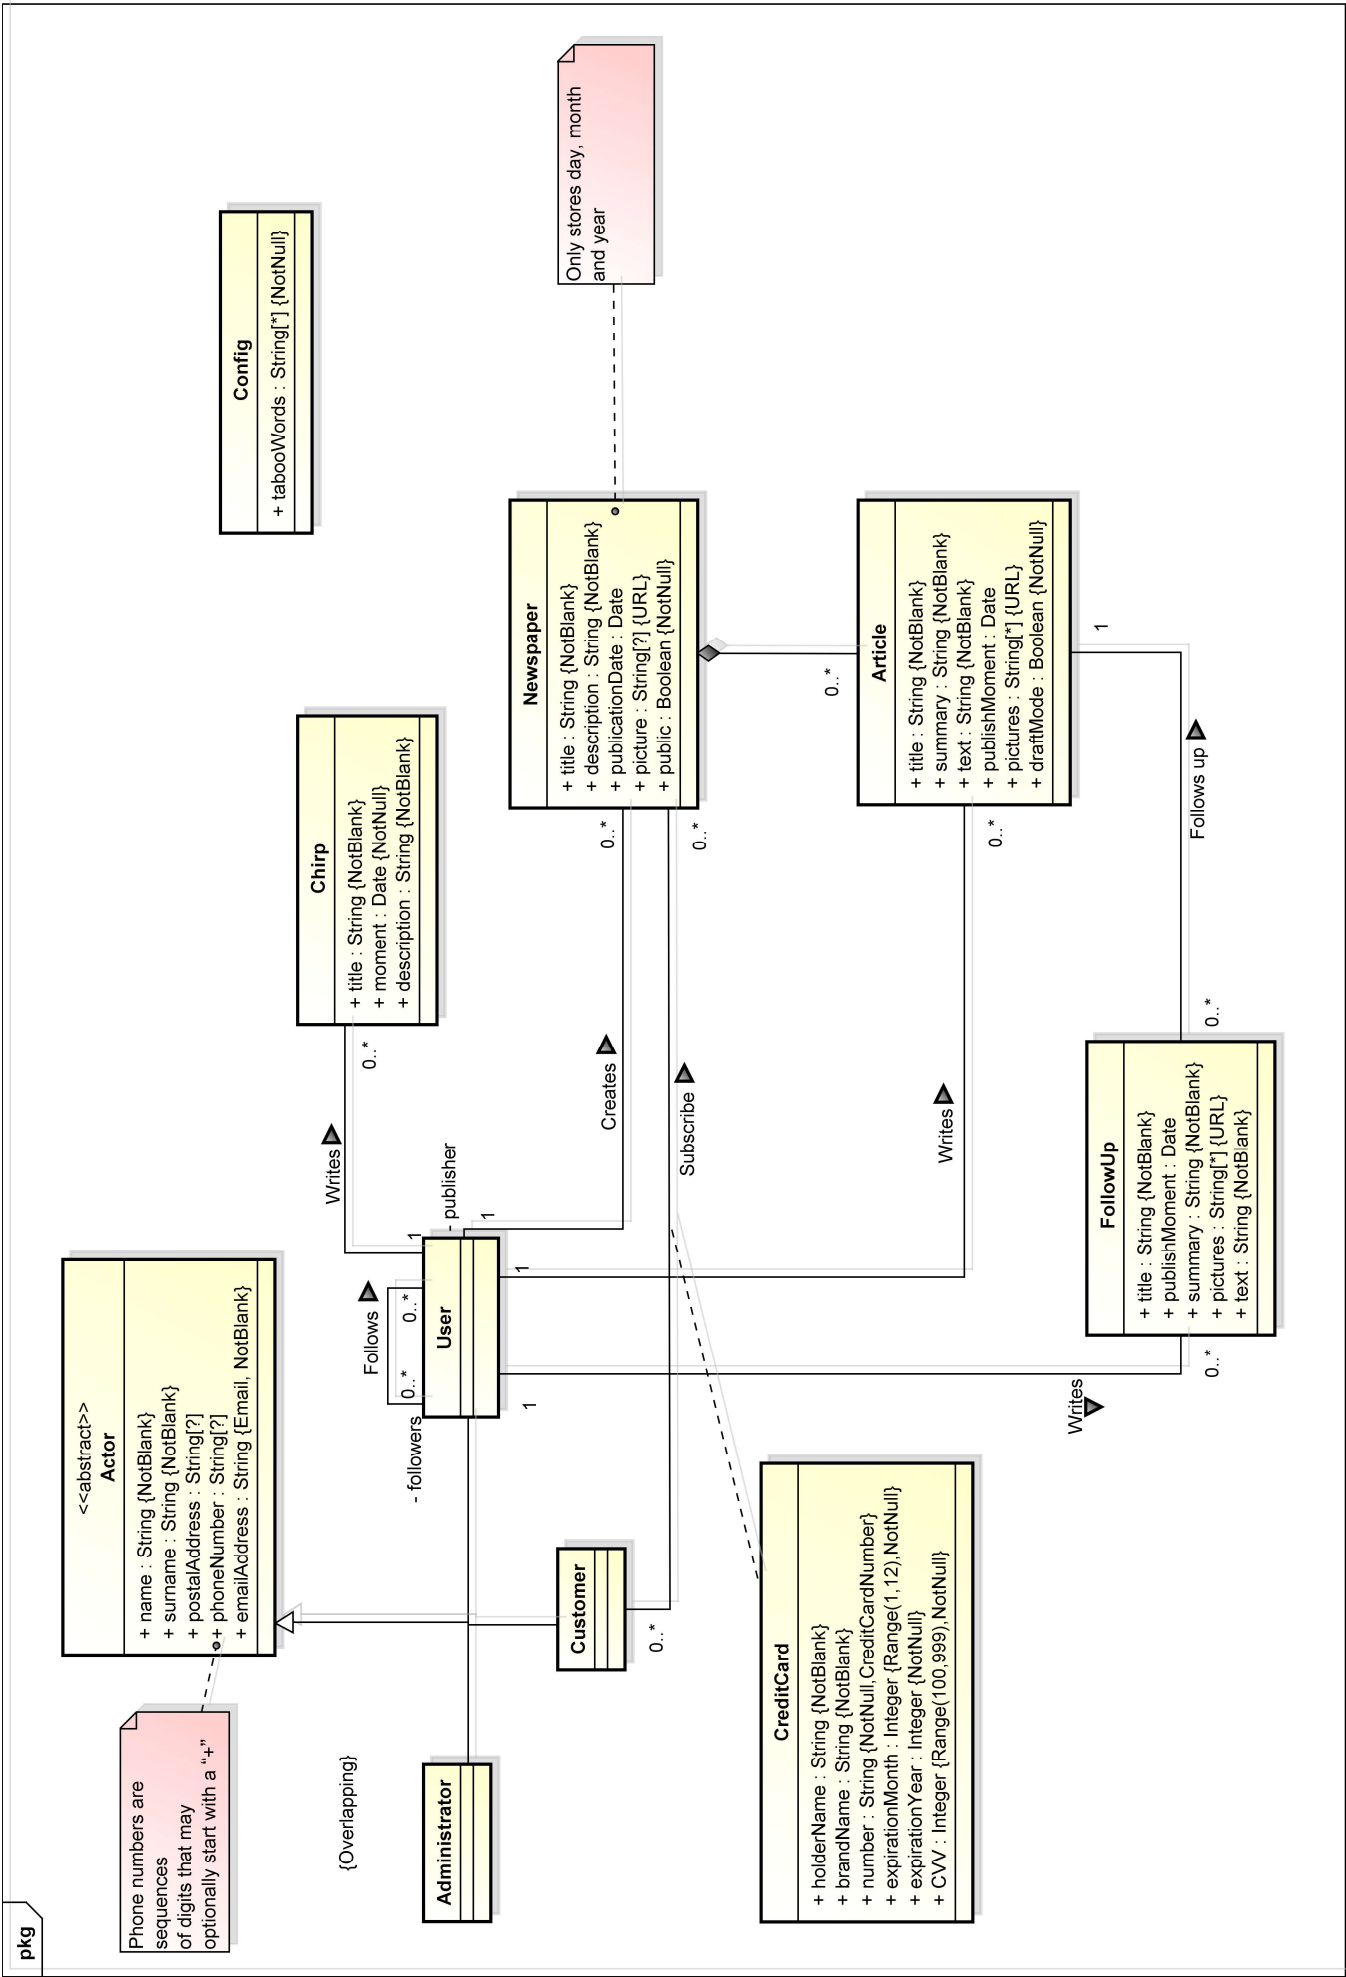 pkg
Phone numbers are
sequences
of digits that may
optionally start with a “+”
<<abstract>>
Actor
+ name : String {NotBlank}
+ surname : String {NotBlank}
+ postalAddress : String[?]
+ phoneNumber : String[?]
+ emailAddress : String {Email, NotBlank}
Config
+ tabooWords : String[*] {NotNull}
Chirp
+ title : String {NotBlank}
+ moment : Date {NotNull}
+ description : String {NotBlank}
0..*
Writes
1
{Overlapping}
Administrator
User
Follows
0..*
0..*
- followers
- publisher
1
1
1
Customer
0..*
Newspaper
+ title : String {NotBlank}
+ description : String {NotBlank}
+ publicationDate : Date
+ picture : String[?] {URL}
+ public : Boolean {NotNull}
Only stores day, month
and year
Creates
0..*
Subscribe
0..*
CreditCard
+ holderName : String {NotBlank}
+ brandName : String {NotBlank}
+ number : String {NotNull,CreditCardNumber}
+ expirationMonth : Integer {Range(1,12),NotNull}
+ expirationYear : Integer {NotNull}
+ CVV : Integer {Range(100,999),NotNull}
0..*
Article
+ title : String {NotBlank}
+ summary : String {NotBlank}
+ text : String {NotBlank}
+ publishMoment : Date
+ pictures : String[*] {URL}
+ draftMode : Boolean {NotNull}
Writes
0..*
1
Follows up
0..*
FollowUp
+ title : String {NotBlank}
+ publishMoment : Date
+ summary : String {NotBlank}
+ pictures : String[*] {URL}
+ text : String {NotBlank}
Writes
0..*